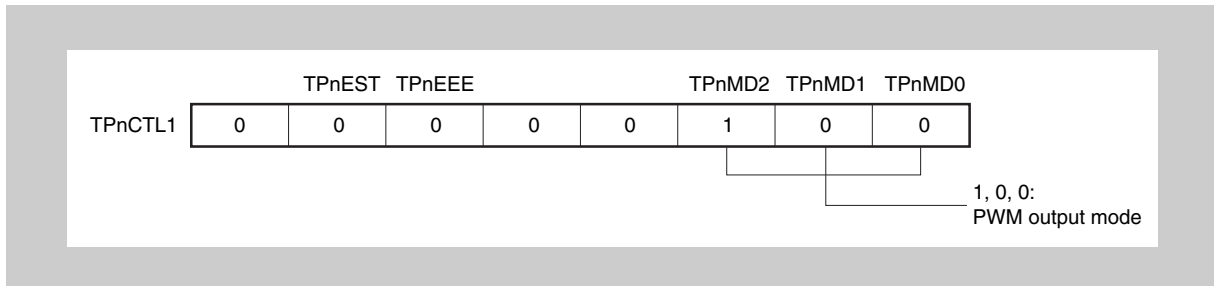 TPnEST TPnEEE TPnMD2 TPnMD1 TPnMD0
TPnCTL1 0 0 0 0 0 1 0 0
1, 0, 0:
PWM output mode